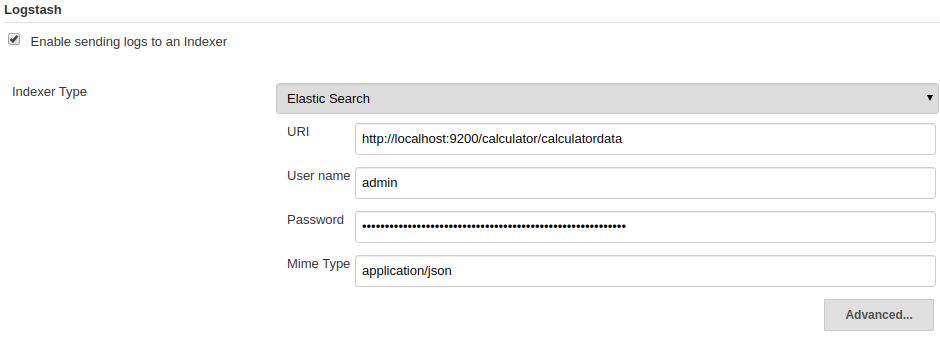 Logstash
Enable sending logs to an Indexer
Indexer Type
Elastic Search
URI
http://localhost:9200/calculator/calculatordata
User name
admin
Password
••••••••••••••••••••••••••••••••••••••••••••••••••••••••••
Mime Type
application/json
Advanced...